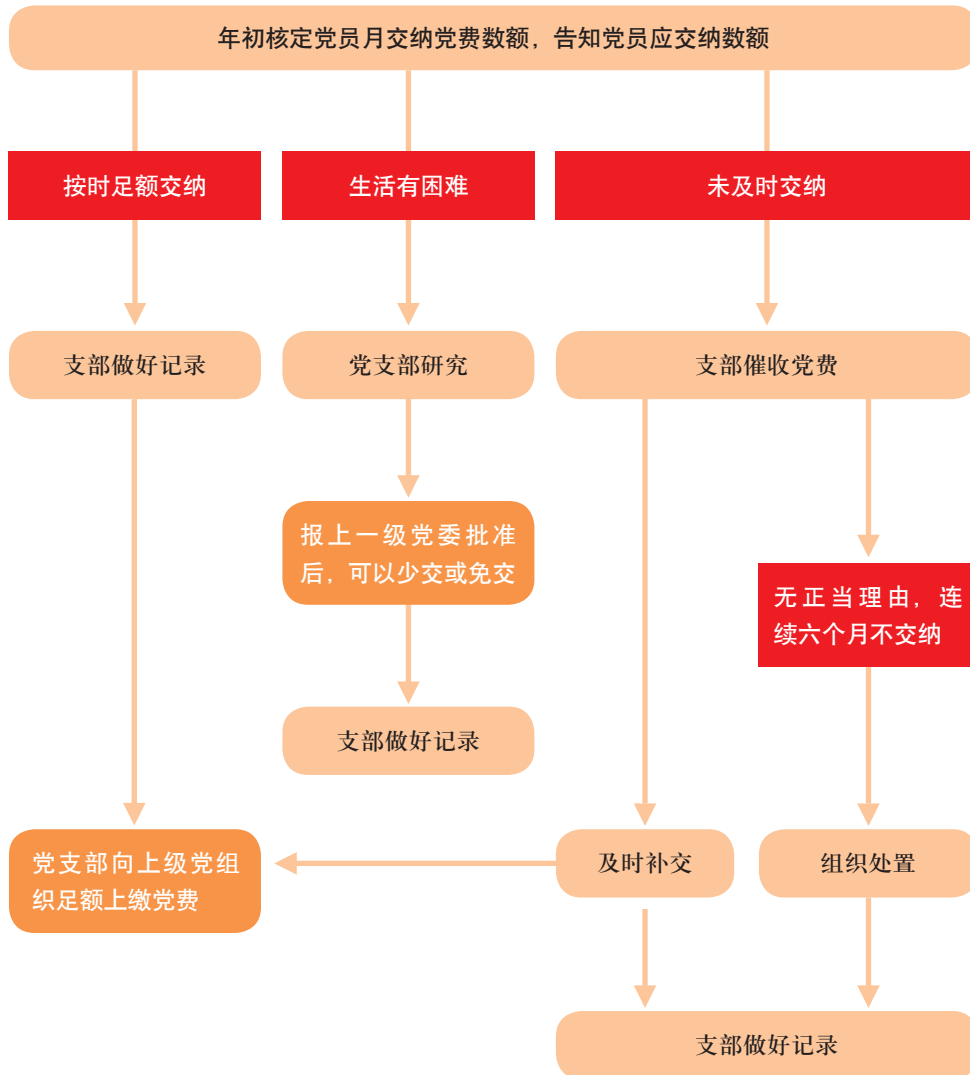 年初核定党员月交纳党费数额，告知党员应交纳数额
按时足额交纳
生活有困难
未及时交纳
支部做好记录
党支部研究
支部催收党费
报上一级党委批准
后，可以少交或免交
无正当理由，连
续六个月不交纳
支部做好记录
党支部向上级党组
织足额上缴党费
及时补交
组织处置
支部做好记录